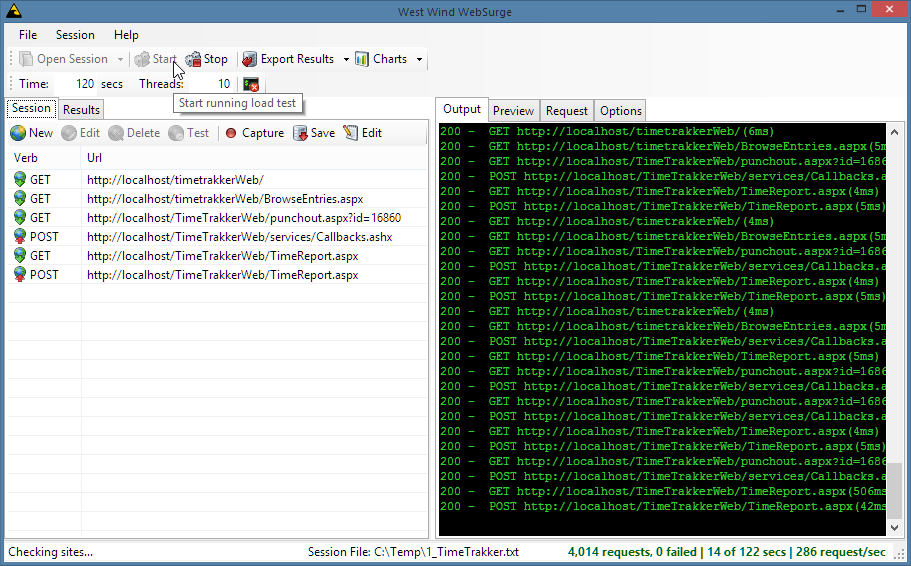 West Wind WebSurge
File Session Help
Open Session Start Stop Export Results Charts
Time: 120 secs Threads: 10
Start running load test
Session Results
New Edit Delete Test Capture Save Edit
Verb Url
GET http://localhost/timetrakkerWeb/
GET http://localhost/timetrakkerWeb/BrowseEntries.aspx
GET http://localhost/TimeTrakkerWeb/punchout.aspx?id=16860
POST http://localhost/TimeTrakkerWeb/services/Callbacks.ashx
GET http://localhost/TimeTrakkerWeb/TimeReport.aspx
POST http://localhost/TimeTrakkerWeb/TimeReport.aspx
Output Preview Request Options
200 - GET http://localhost/timetrakkerWeb/(6ms)
200 - GET http://localhost/timetrakkerWeb/BrowseEntries.aspx(5m
200 - GET http://localhost/TimeTrakkerWeb/punchout.aspx?id=1686
200 - POST http://localhost/TimeTrakkerWeb/services/Callbacks.a
200 - GET http://localhost/TimeTrakkerWeb/TimeReport.aspx(4ms)
200 - POST http://localhost/TimeTrakkerWeb/TimeReport.aspx(5ms)
200 - GET http://localhost/timetrakkerWeb/(4ms)
200 - GET http://localhost/timetrakkerWeb/BrowseEntries.aspx(5m
200 - GET http://localhost/TimeTrakkerWeb/punchout.aspx?id=1686
200 - POST http://localhost/TimeTrakkerWeb/services/Callbacks.a
200 - GET http://localhost/TimeTrakkerWeb/TimeReport.aspx(4ms)
200 - POST http://localhost/TimeTrakkerWeb/TimeReport.aspx(5ms)
200 - GET http://localhost/timetrakkerWeb/(4ms)
200 - GET http://localhost/timetrakkerWeb/BrowseEntries.aspx(5m
200 - POST http://localhost/TimeTrakkerWeb/services/Callbacks.a
200 - GET http://localhost/TimeTrakkerWeb/TimeReport.aspx(5ms)
200 - GET http://localhost/TimeTrakkerWeb/punchout.aspx?id=1686
200 - POST http://localhost/TimeTrakkerWeb/services/Callbacks.a
200 - GET http://localhost/TimeTrakkerWeb/punchout.aspx?id=1686
200 - POST http://localhost/TimeTrakkerWeb/services/Callbacks.a
200 - GET http://localhost/TimeTrakkerWeb/TimeReport.aspx(4ms)
200 - POST http://localhost/TimeTrakkerWeb/TimeReport.aspx(5ms)
200 - GET http://localhost/TimeTrakkerWeb/punchout.aspx?id=1686
200 - POST http://localhost/TimeTrakkerWeb/services/Callbacks.a
200 - GET http://localhost/TimeTrakkerWeb/TimeReport.aspx(506ms
200 - POST http://localhost/TimeTrakkerWeb/TimeReport.aspx(42ms
Checking sites... Session File: C:\Temp\1_TimeTrakker.txt 4,014 requests, 0 failed | 14 of 122 secs | 286 request/sec